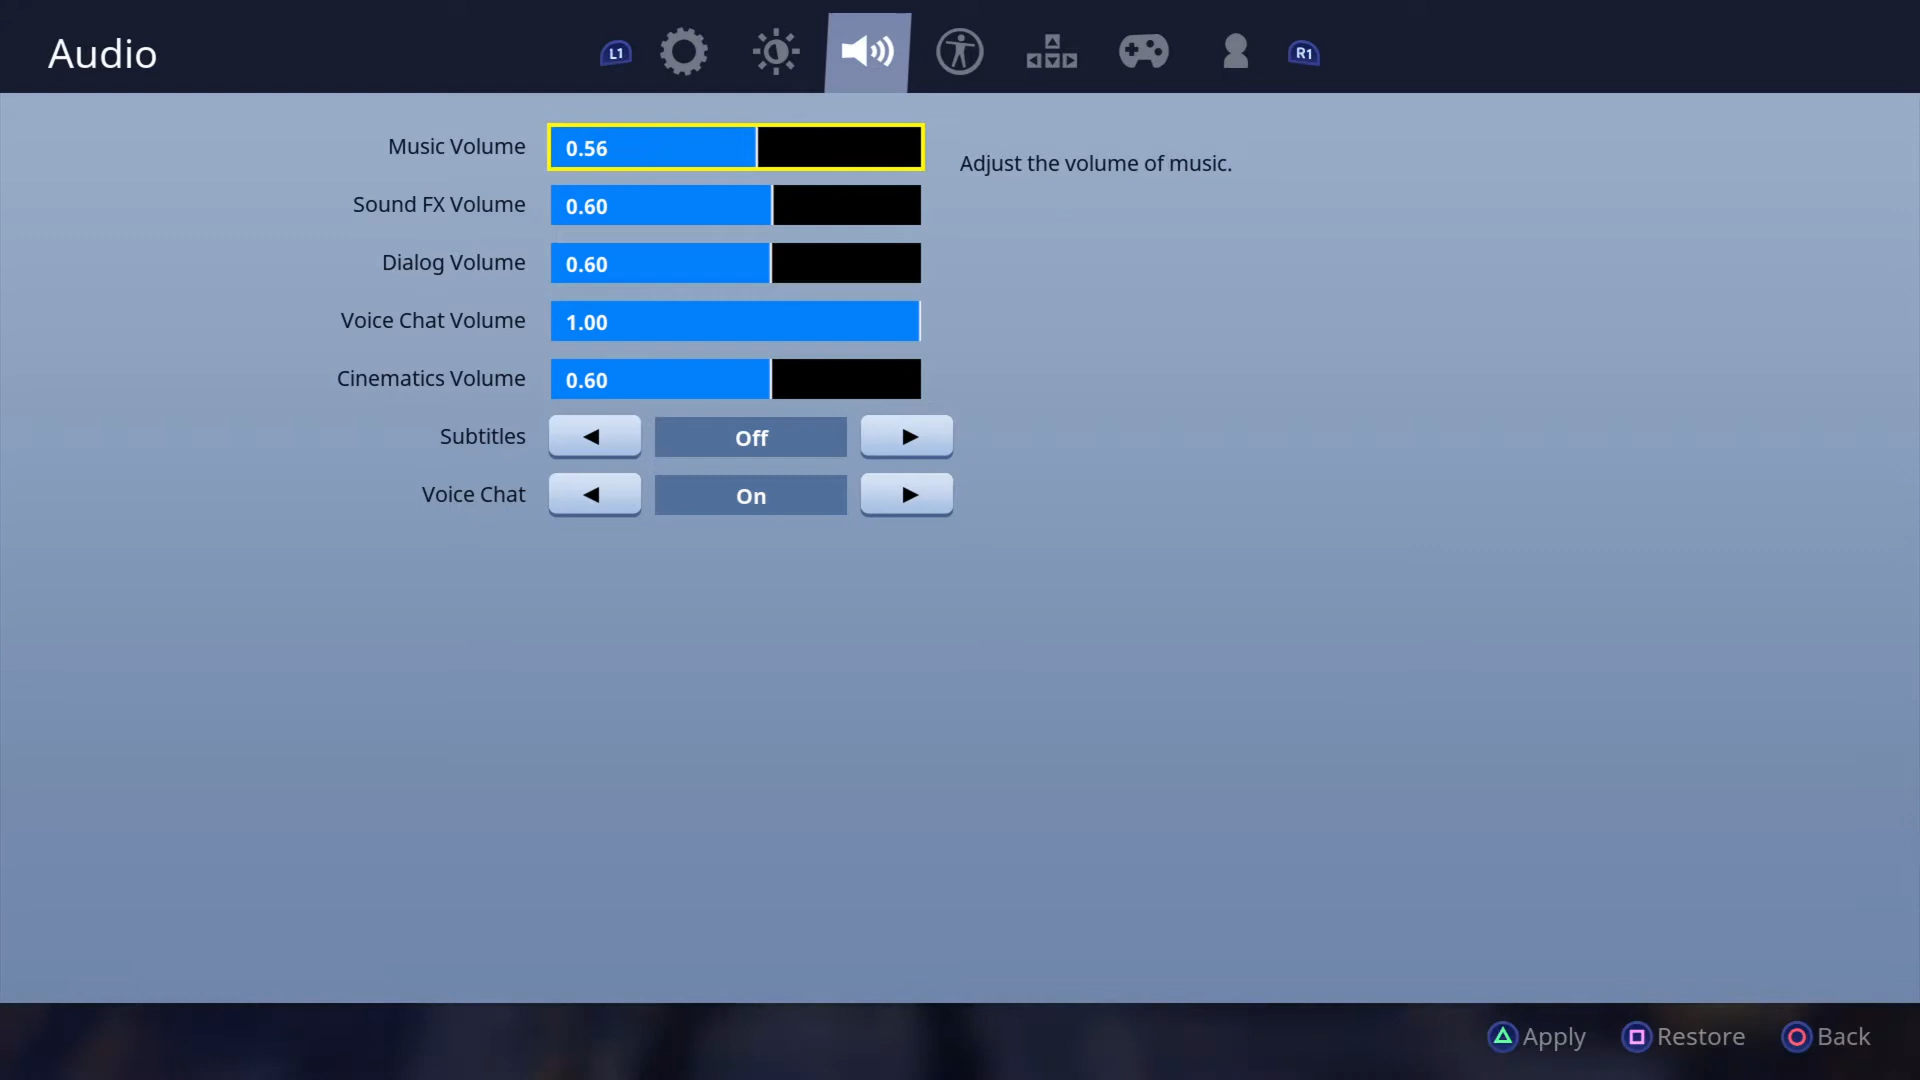 Audio
L1
R1
Music Volume 0.56
Adjust the volume of music.
Sound FX Volume 0.60
Dialog Volume 0.60
Voice Chat Volume 1.00
Cinematics Volume 0.60
Subtitles Off
Voice Chat On
Apply Restore Back